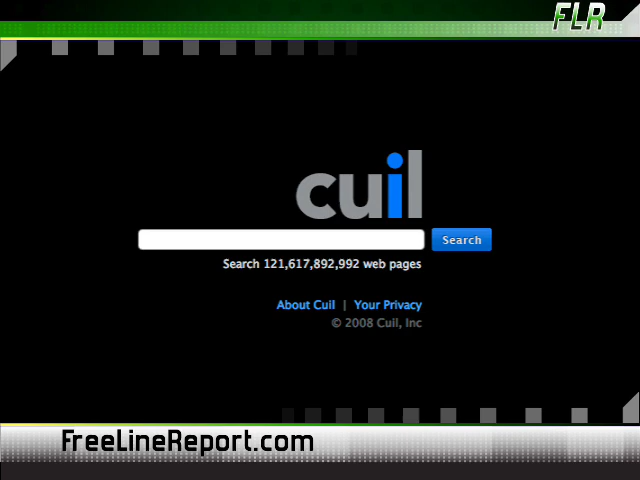 FLR
cuil
Search
Search 121,617,892,992 web pages
About Cuil | Your Privacy
© 2008 Cuil, Inc
FreeLineReport.com